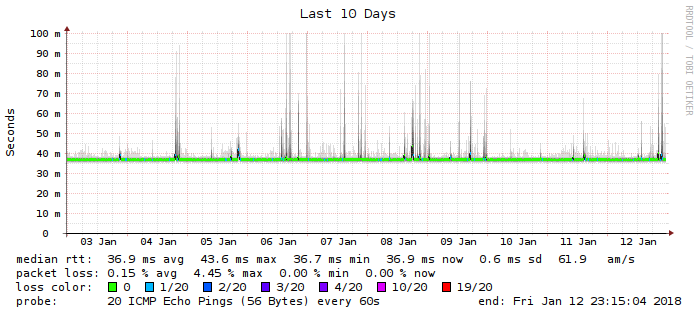 Last 10 Days
RRDTOOL / TOBI OETIKER
Seconds
100 m
90 m
80 m
70 m
60 m
50 m
40 m
30 m
20 m
10 m
0
03 Jan 04 Jan 05 Jan 06 Jan 07 Jan 08 Jan 09 Jan 10 Jan 11 Jan 12 Jan
median rtt: 36.9 ms avg 43.6 ms max 36.7 ms min 36.9 ms now 0.6 ms sd 61.9 am/s
packet loss: 0.15 % avg 4.45 % max 0.00 % min 0.00 % now
loss color: 0 1/20 2/20 3/20 4/20 10/20 19/20
probe: 20 ICMP Echo Pings (56 Bytes) every 60s end: Fri Jan 12 23:15:04 2018